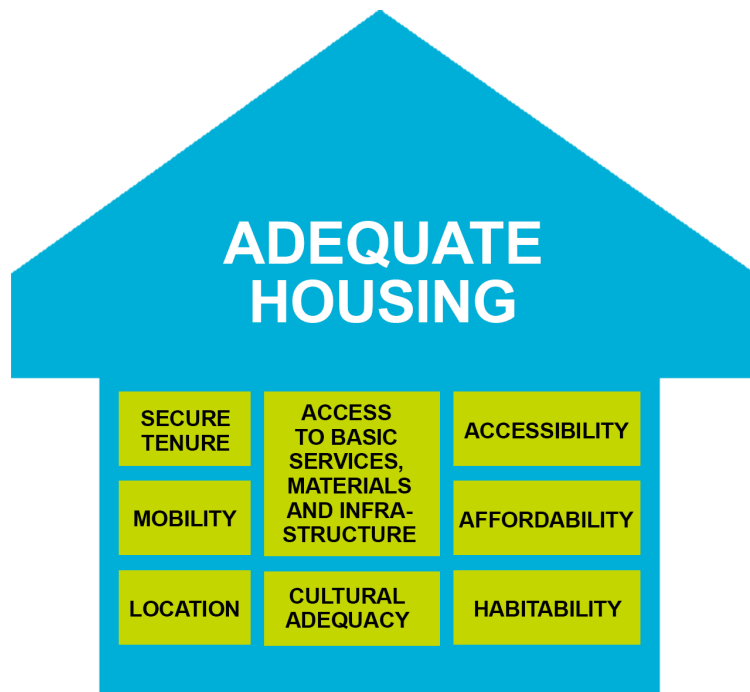 ADEQUATE
HOUSING
SECURE
TENURE
ACCESS
TO BASIC
SERVICES,
MATERIALS
AND INFRA-
STRUCTURE
ACCESSIBILITY
MOBILITY
AFFORDABILITY
LOCATION
CULTURAL
ADEQUACY
HABITABILITY